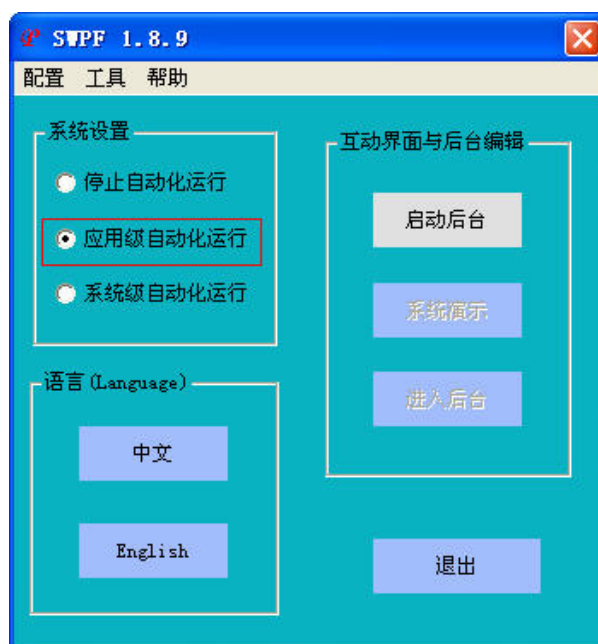 SWPF 1.8.9
配置 工具 帮助
系统设置
停止自动化运行
应用级自动化运行
系统级自动化运行
语言(Language)
中文
English
互动界面与后台编辑
启动后台
系统演示
进入后台
退出